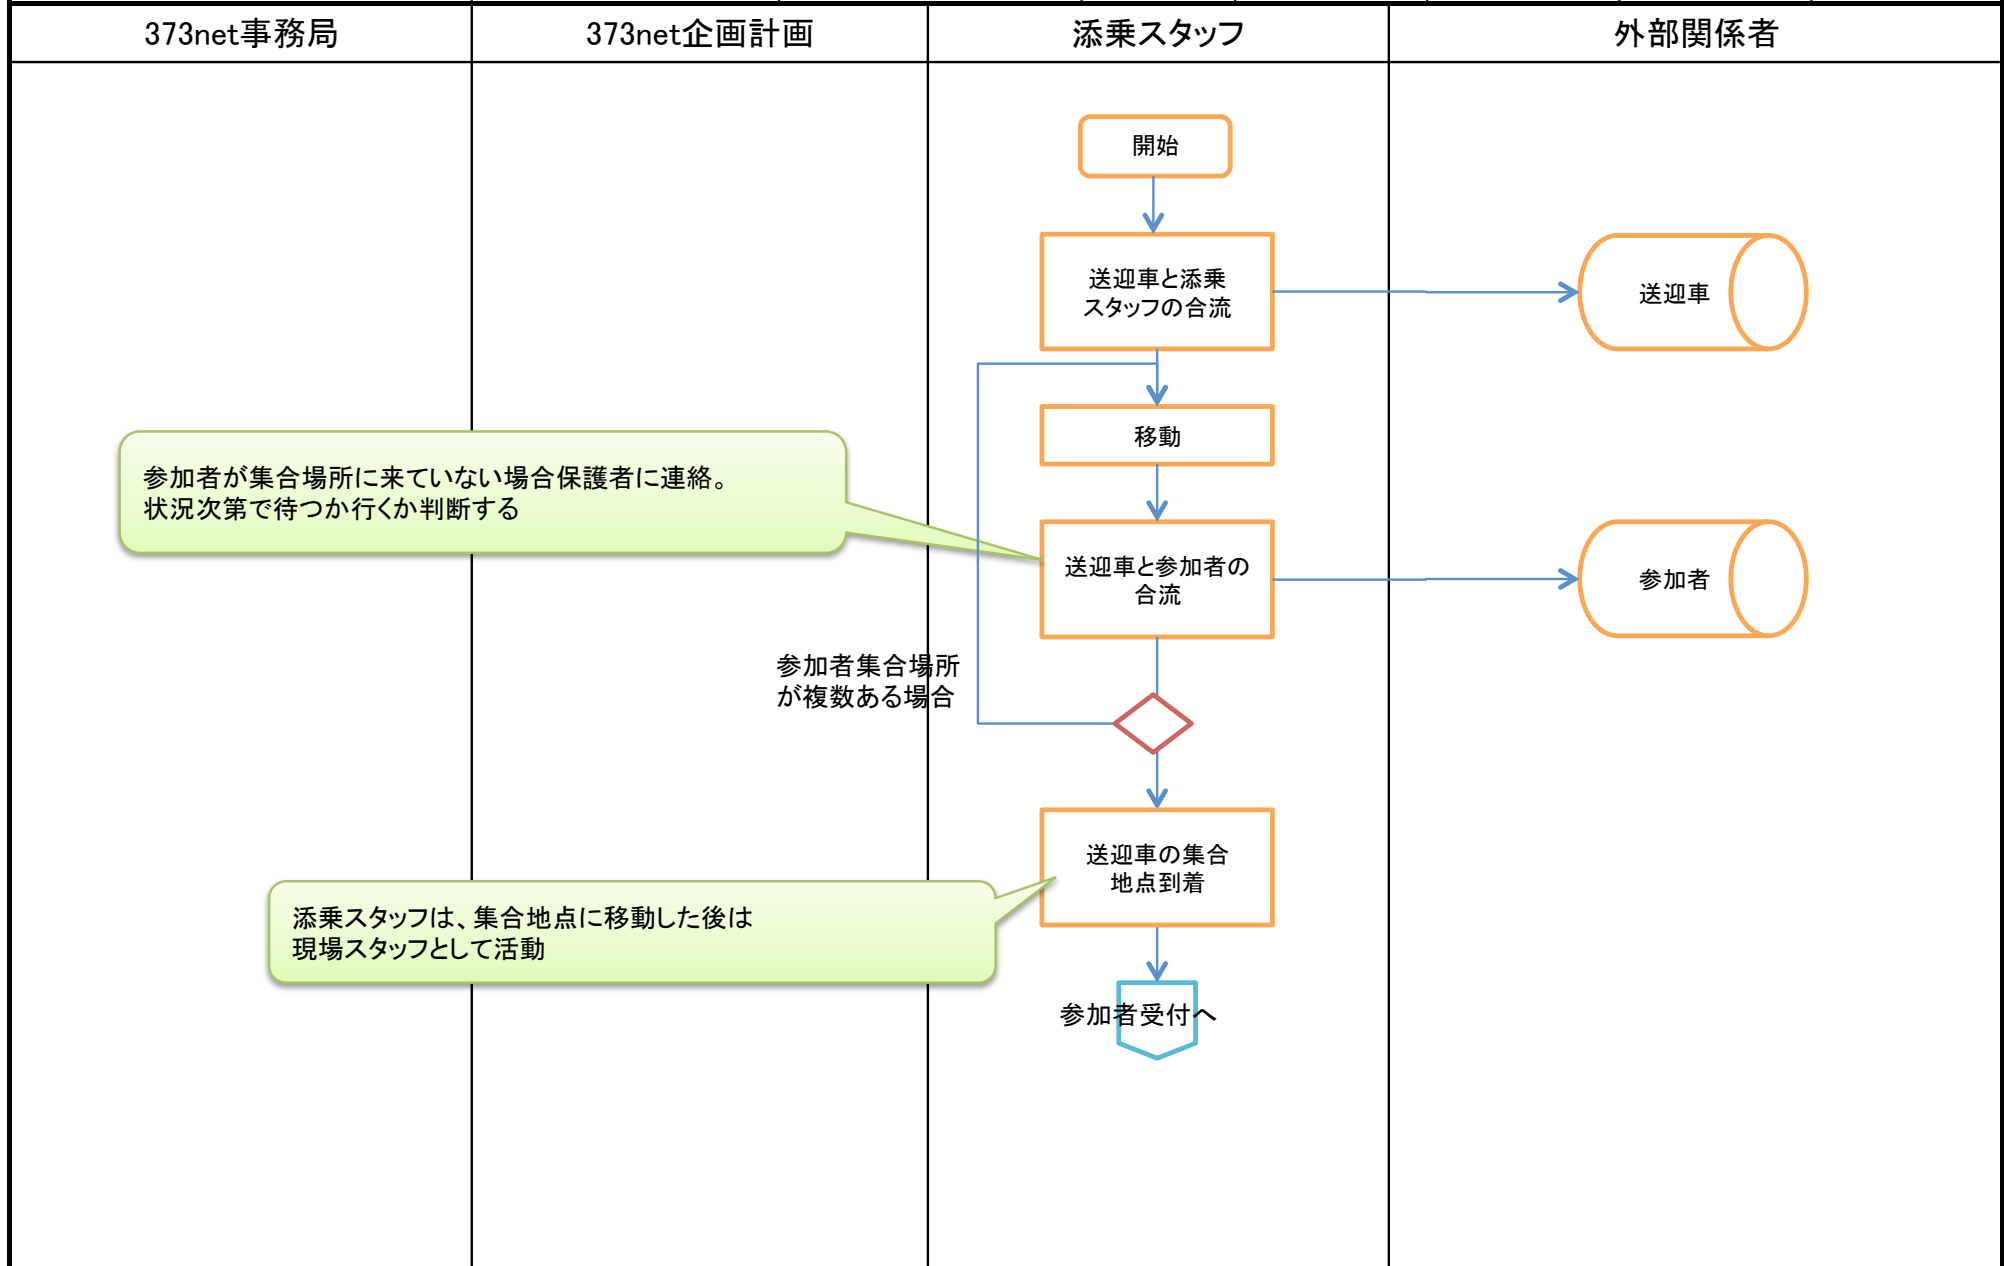 373net事務局
373net企画計画
添乗スタッフ
外部関係者
開始
送迎車と添乗
スタッフの合流
送迎車
移動
参加者が集合場所に来ていない場合保護者に連絡。
状況次第で待つか行くか判断する
送迎車と参加者の
合流
参加者
参加者集合場所
が複数ある場合
送迎車の集合
地点到着
添乗スタッフは、集合地点に移動した後は
現場スタッフとして活動
参加者受付へ